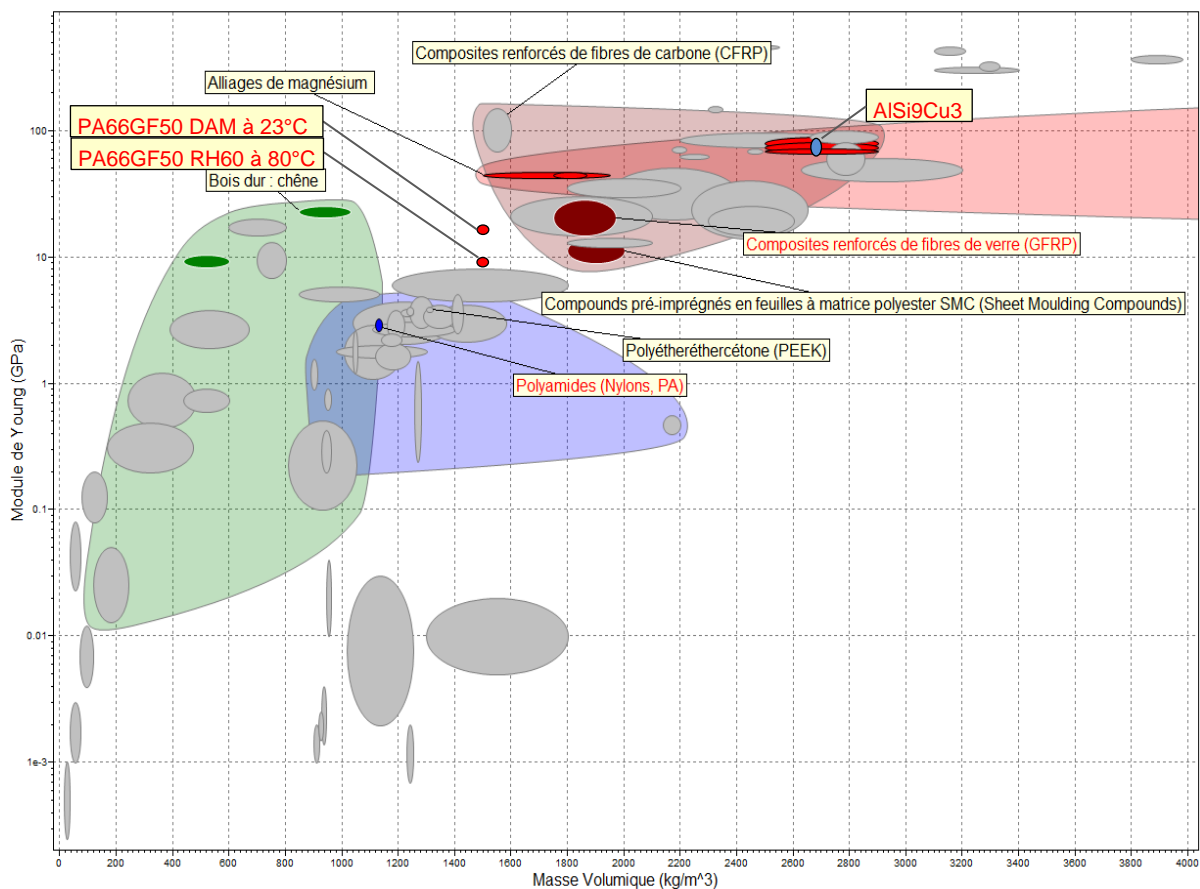 Composites renforcés de fibres de carbone (CFRP)
Alliages de magnésium
PA66GF50 DAM à 23°C
AlSi9Cu3
PA66GF50 RH60 à 80°C
Bois dur : chêne
Composites renforcés de fibres de verre (GFRP)
Compounds pré-imprégnés en feuilles à matrice polyester SMC (Sheet Moulding Compounds)
Polyétheréthercétone (PEEK)
Polyamides (Nylons, PA)
Module de Young (GPa)
100
10
1
0.1
0.01
1e-3
0 200 400 600 800 1000 1200 1400 1600 1800 2000 2200 2400 2600 2800 3000 3200 3400 3600 3800 4000
Masse Volumique (kg/m^3)